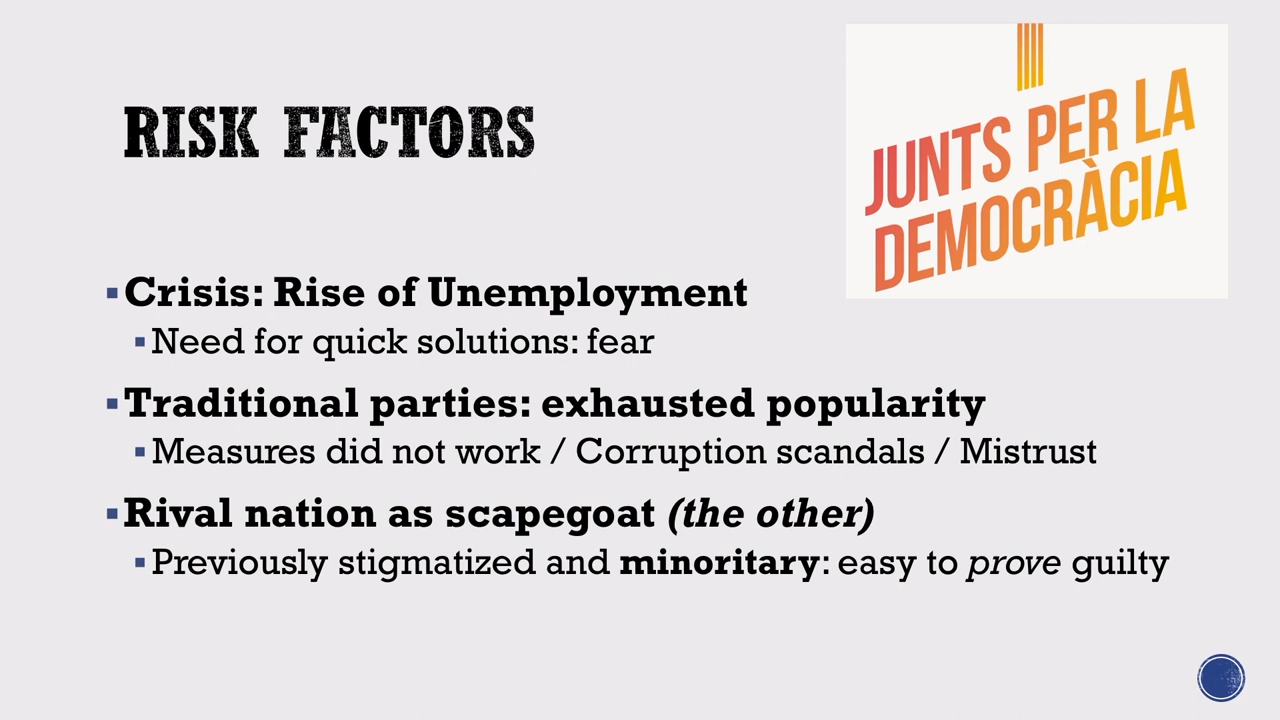 RISK FACTORS
JUNTS PER LA
DEMOCRÀCIA
Crisis: Rise of Unemployment
Need for quick solutions: fear
Traditional parties: exhausted popularity
Measures did not work / Corruption scandals / Mistrust
Rival nation as scapegoat (the other)
Previously stigmatized and minoritary: easy to prove guilty